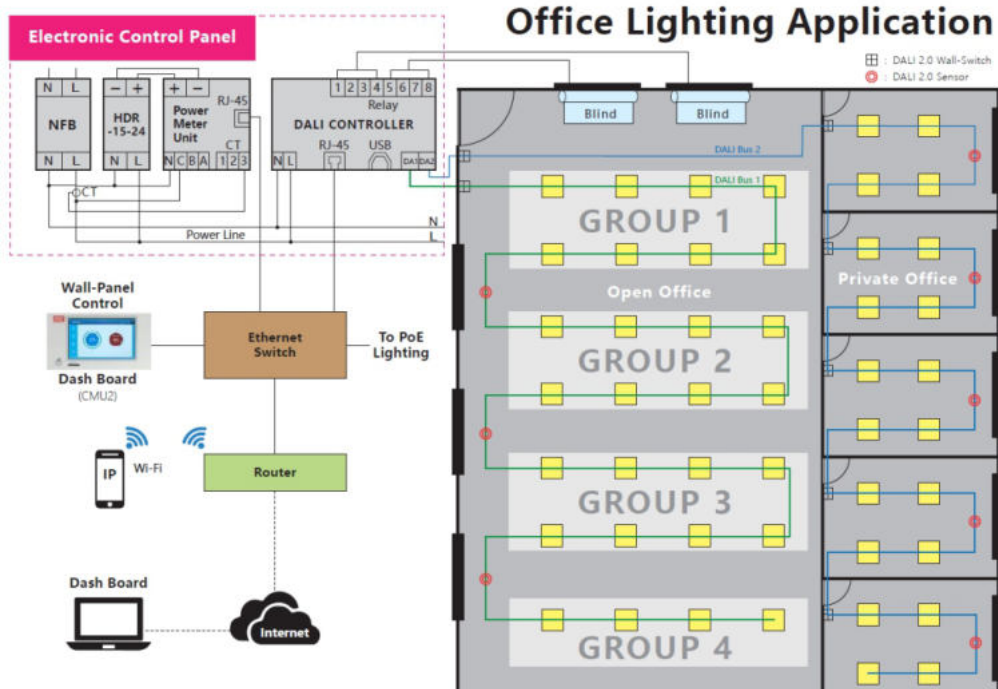 Office Lighting Application
Electronic Control Panel
: DALI 2.0 Wall-Switch
: DALI 2.0 Sensor
N L
NFB
N L
− +
HDR
-15-24
N L
+ −
RJ-45
Power
Meter
Unit
CT
N C B A 1 2 3
1 2 3 4 5 6 7 8
Relay
DALI CONTROLLER
RJ-45 USB
N L DA1 DA2
CT
N
Power Line L
Blind Blind
DALI Bus 2
DALI Bus 1
GROUP 1
Open Office
Private Office
GROUP 2
GROUP 3
GROUP 4
Wall-Panel
Control
Dash Board
(CMU2)
Ethernet
Switch
To PoE
Lighting
IP
Wi-Fi
Router
Dash Board
Internet